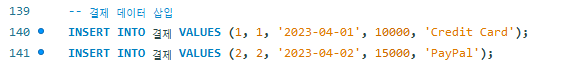 139 -- 결제 데이터 삽입
140 INSERT INTO 결제 VALUES (1, 1, '2023-04-01', 10000, 'Credit Card');
141 INSERT INTO 결제 VALUES (2, 2, '2023-04-02', 15000, 'PayPal');